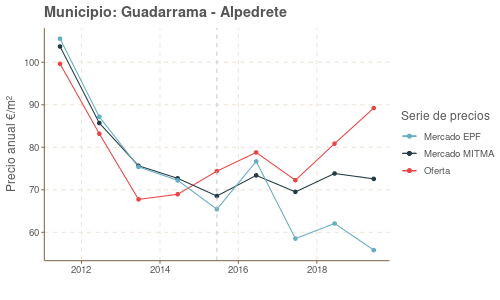 Municipio: Guadarrama - Alpedrete
Precio anual €/m²
100
90
80
70
60
2012
2014
2016
2018
Serie de precios
Mercado EPF
Mercado MITMA
Oferta